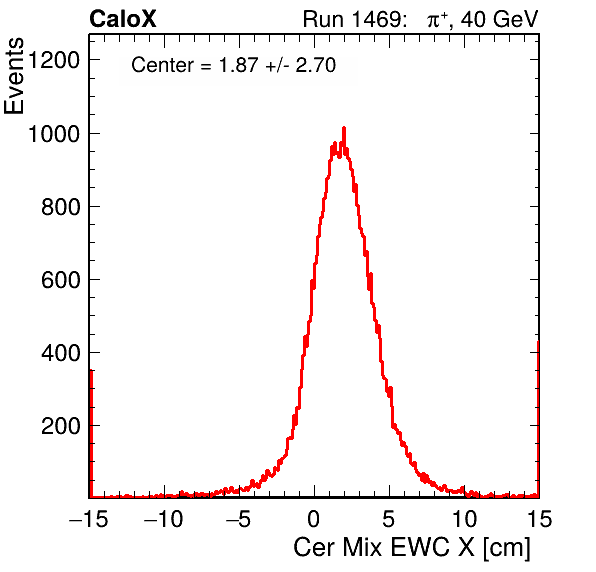 CaloX Run 1469: π⁺, 40 GeV
Center = 1.87 +/- 2.70
Events
1200
1000
800
600
400
200
−15 −10 −5 0 5 10 15
Cer Mix EWC X [cm]